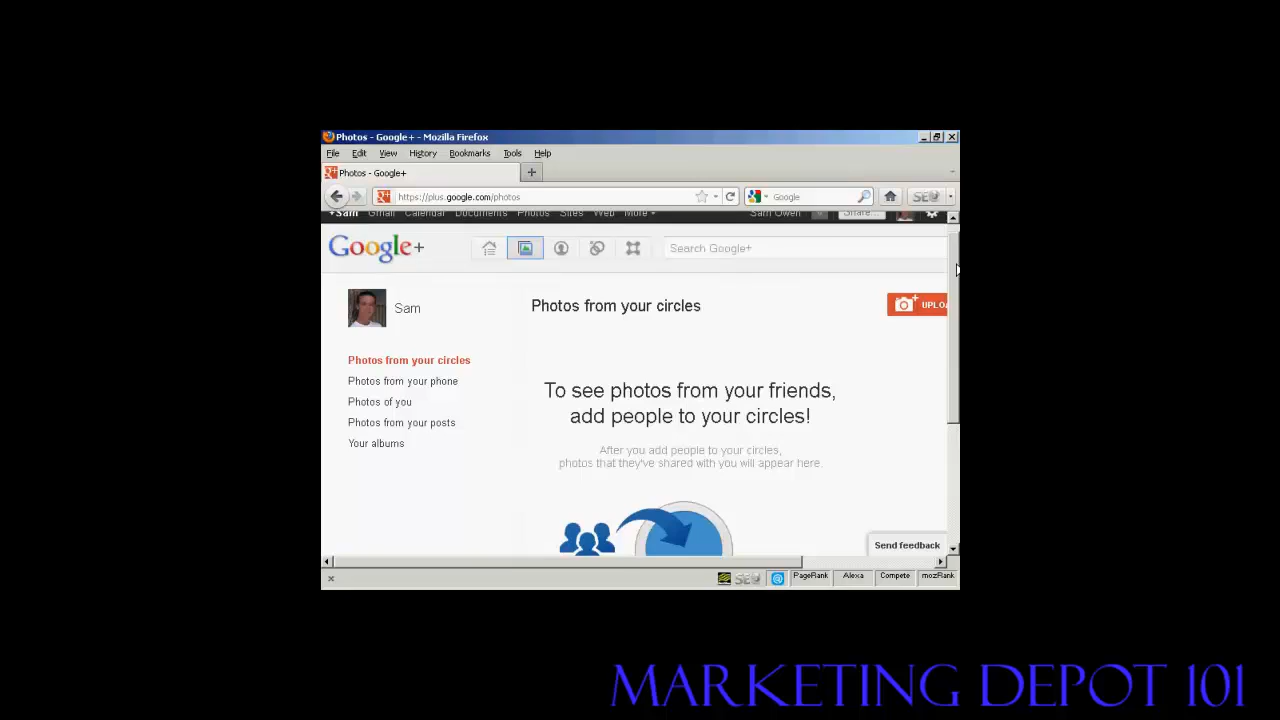 Photos - Google+ - Mozilla Firefox
File Edit View History Bookmarks Tools Help
Photos - Google+
https://plus.google.com/photos
Google
SE
+Sam Gmail Calendar Documents Photos Sites Web More Sam Owen Share...
Google+
Search Google+
Sam
Photos from your circles
UPLOA
Photos from your circles
Photos from your phone
Photos of you
Photos from your posts
Your albums
To see photos from your friends,
add people to your circles!
After you add people to your circles,
photos that they've shared with you will appear here.
Send feedback
SE
PageRank Alexa Compete mozRank
MARKETING DEPOT 101